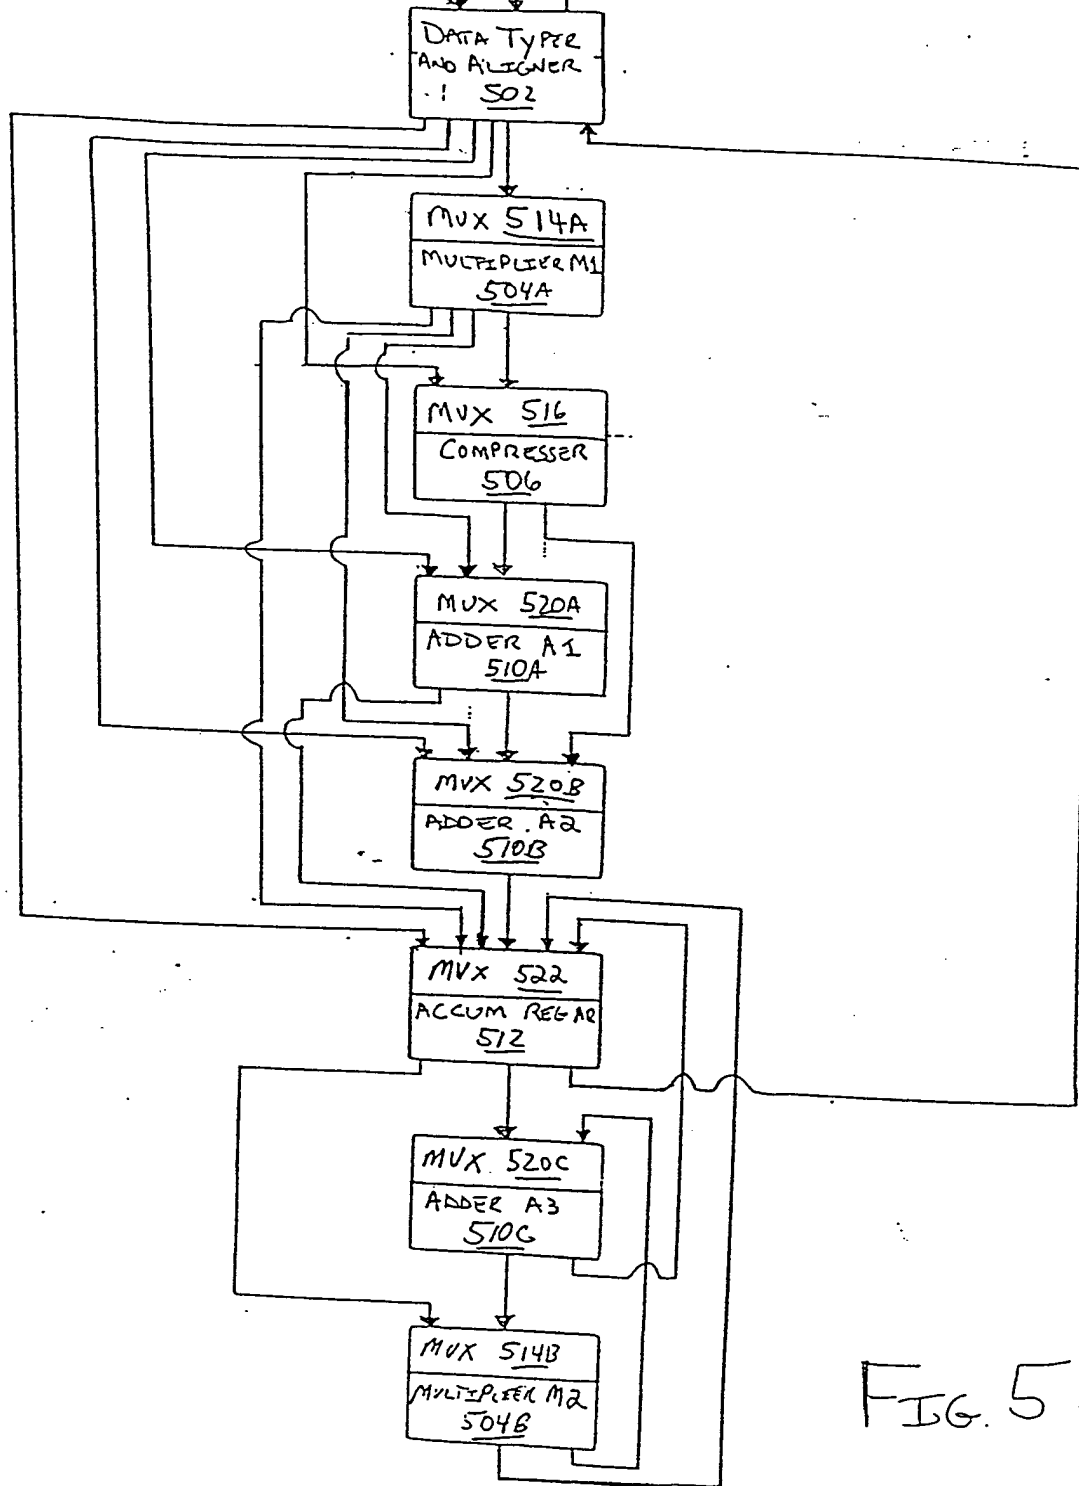 DATA TYPER
AND ALIGNER
502
MUX 514A
MULTIPLIER M1
504A
MUX 516
COMPRESSER
506
MUX 520A
ADDER A1
510A
MUX 520B
ADDER A2
510B
MUX 522
ACCUM REG AR
512
MUX 520C
ADDER A3
510C
MUX 514B
MULTIPLIER M2
504B
FIG. 5